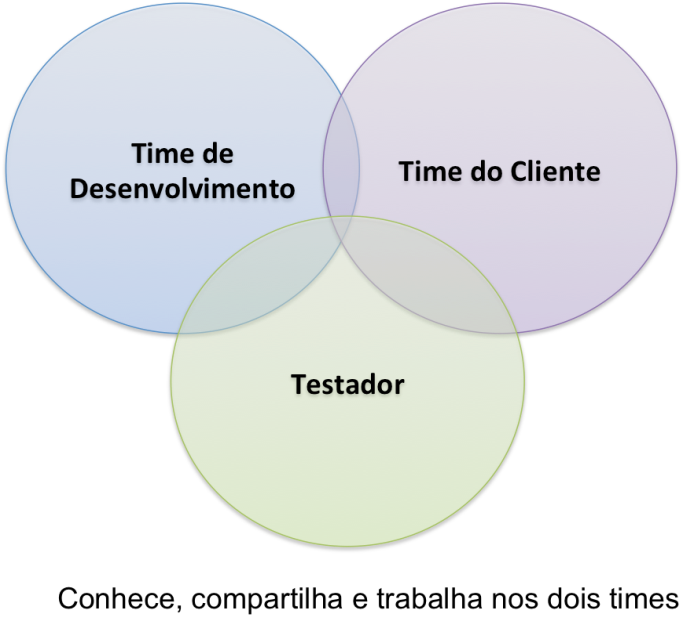 Time de
Desenvolvimento
Time do Cliente
Testador
Conhece, compartilha e trabalha nos dois times